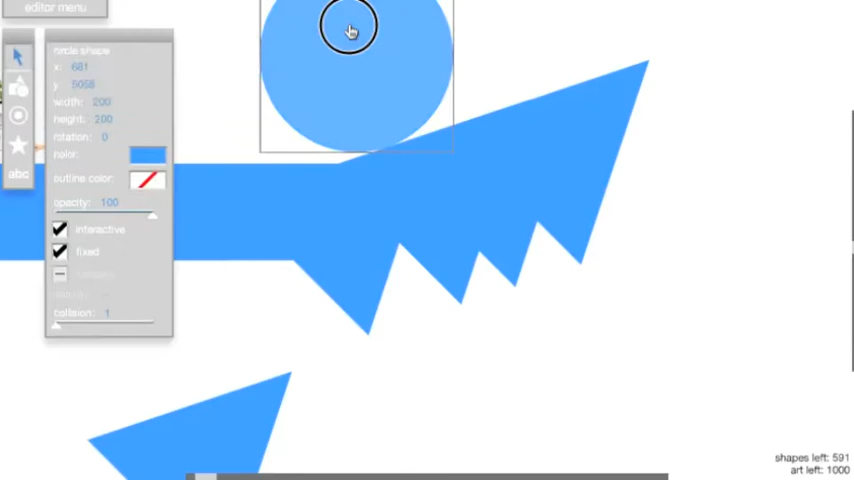 editor menu
circle shape
x: 681
y: 5058
width: 200
height: 200
rotation: 0
color:
outline color:
opacity: 100
interactive
fixed
collision: 1
abc
shapes left: 591
art left: 1000